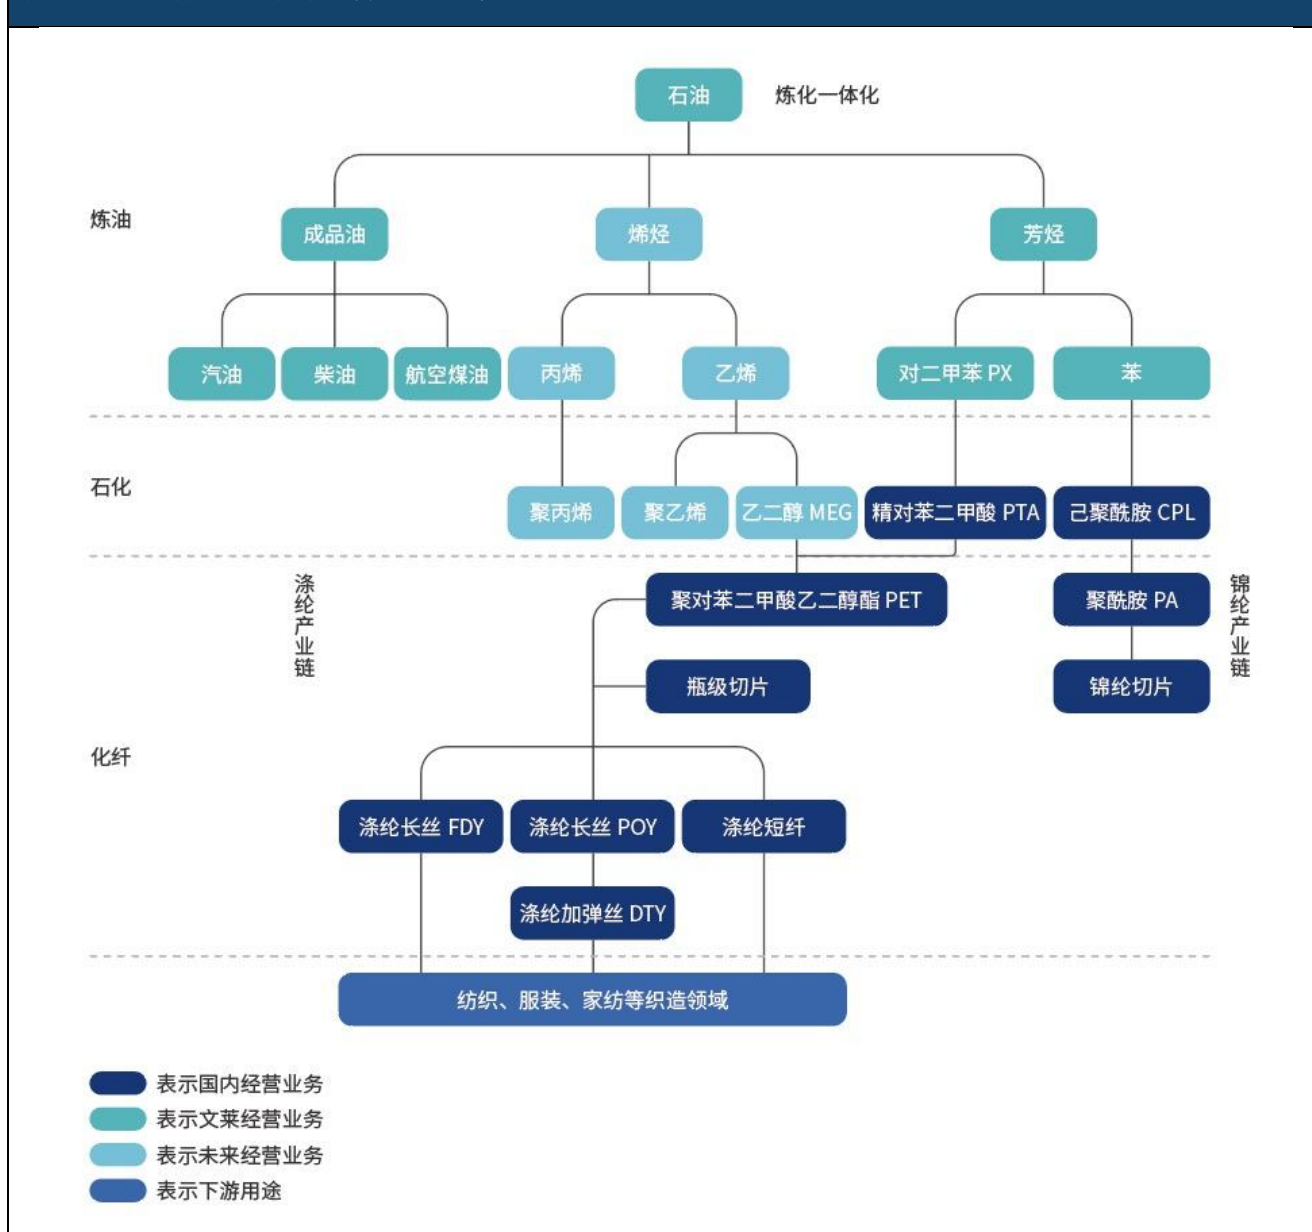 石油
炼化一体化
炼油
成品油
烯烃
芳烃
汽油
柴油
航空煤油
丙烯
乙烯
对二甲苯 PX
苯
石化
聚丙烯
聚乙烯
乙二醇 MEG
精对苯二甲酸 PTA
己聚酰胺 CPL
涤纶产业链
聚对苯二甲酸乙二醇酯 PET
聚酰胺 PA
锦纶产业链
瓶级切片
锦纶切片
化纤
涤纶长丝 FDY
涤纶长丝 POY
涤纶短纤
涤纶加弹丝 DTY
纺织、服装、家纺等织造领域
表示国内经营业务
表示文莱经营业务
表示未来经营业务
表示下游用途